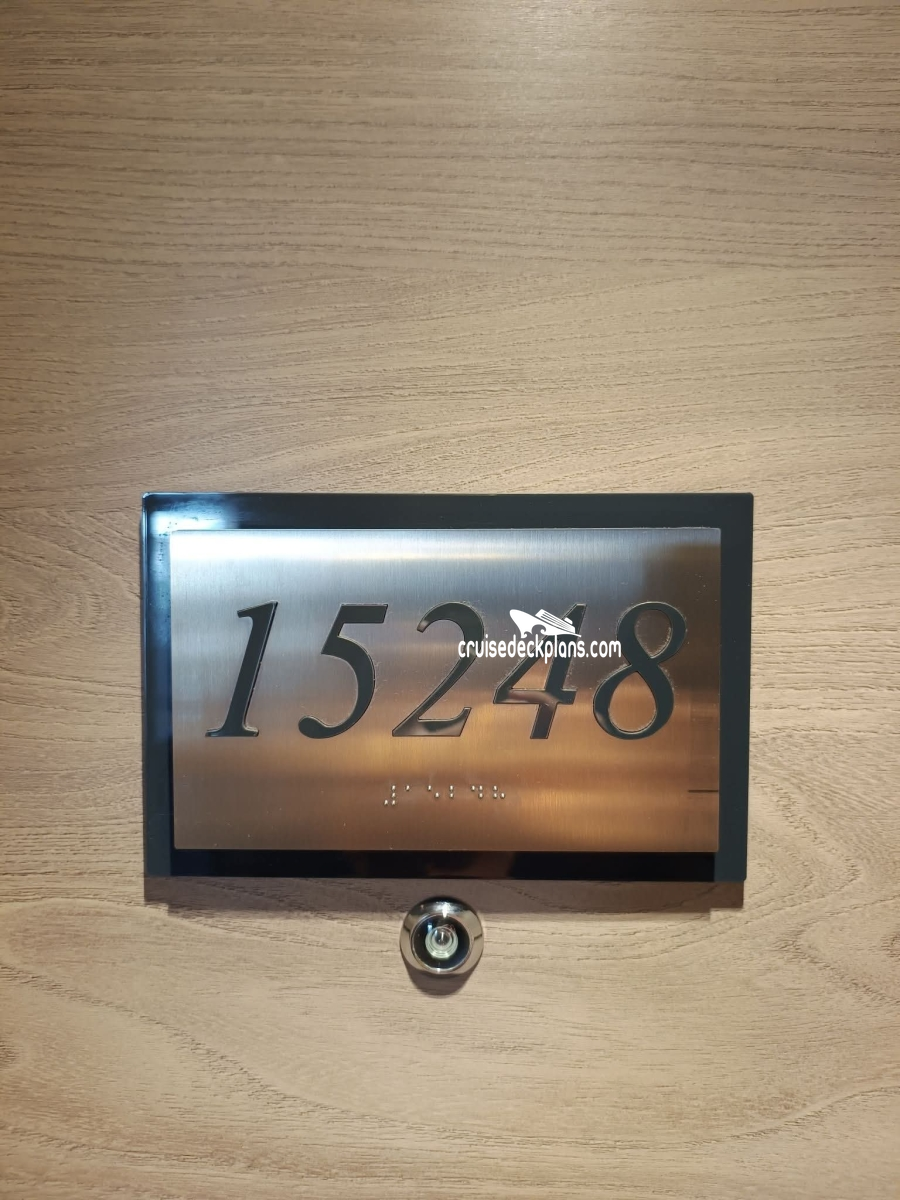 15248
cruisedeckplans.com
⠼⠁⠑⠃⠙⠓